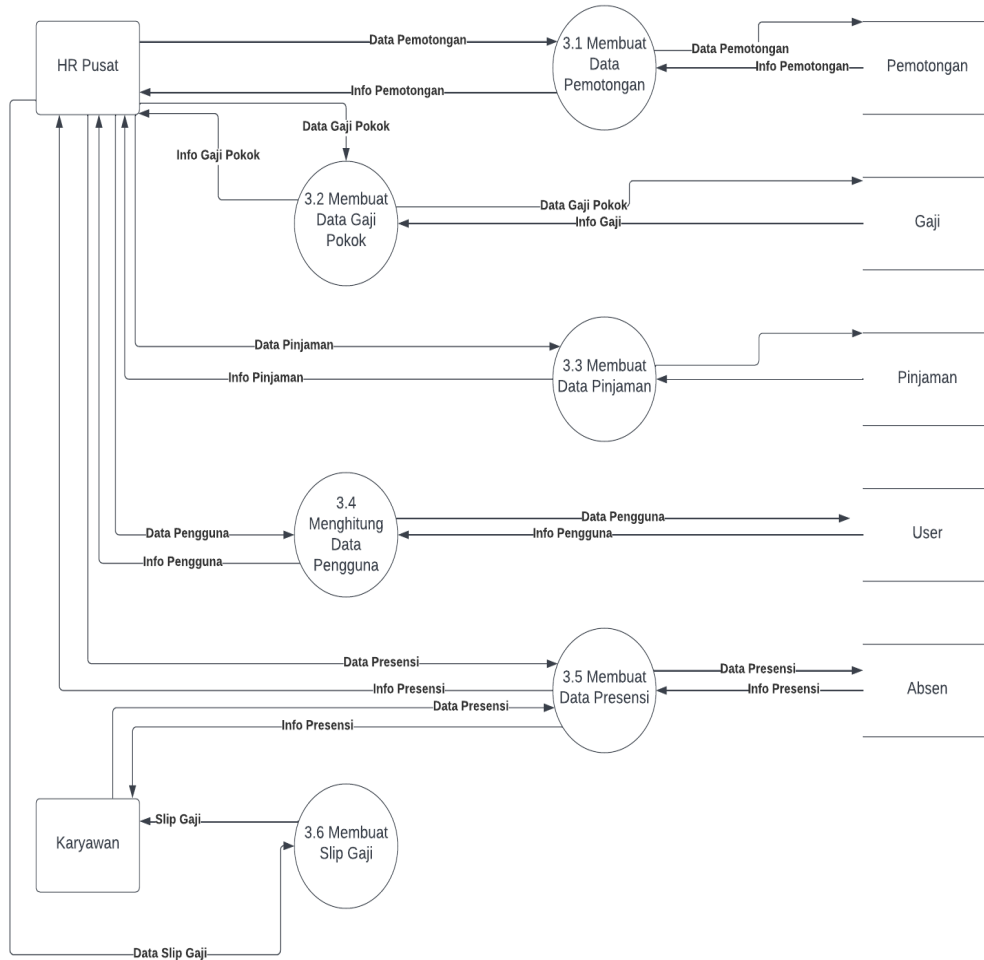 HR Pusat
Data Pemotongan
3.1 Membuat
Data
Pemotongan
Data Pemotongan
Info Pemotongan
Pemotongan
Info Pemotongan
Data Gaji Pokok
Info Gaji Pokok
3.2 Membuat
Data Gaji
Pokok
Data Gaji Pokok
Info Gaji
Gaji
Data Pinjaman
Info Pinjaman
3.3 Membuat
Data Pinjaman
Pinjaman
3.4
Menghitung
Data
Pengguna
Data Pengguna
Info Pengguna
Data Pengguna
Info Pengguna
User
Data Presensi
Info Presensi
Data Presensi
Info Presensi
3.5 Membuat
Data Presensi
Data Presensi
Info Presensi
Absen
Karyawan
Slip Gaji
3.6 Membuat
Slip Gaji
Data Slip Gaji